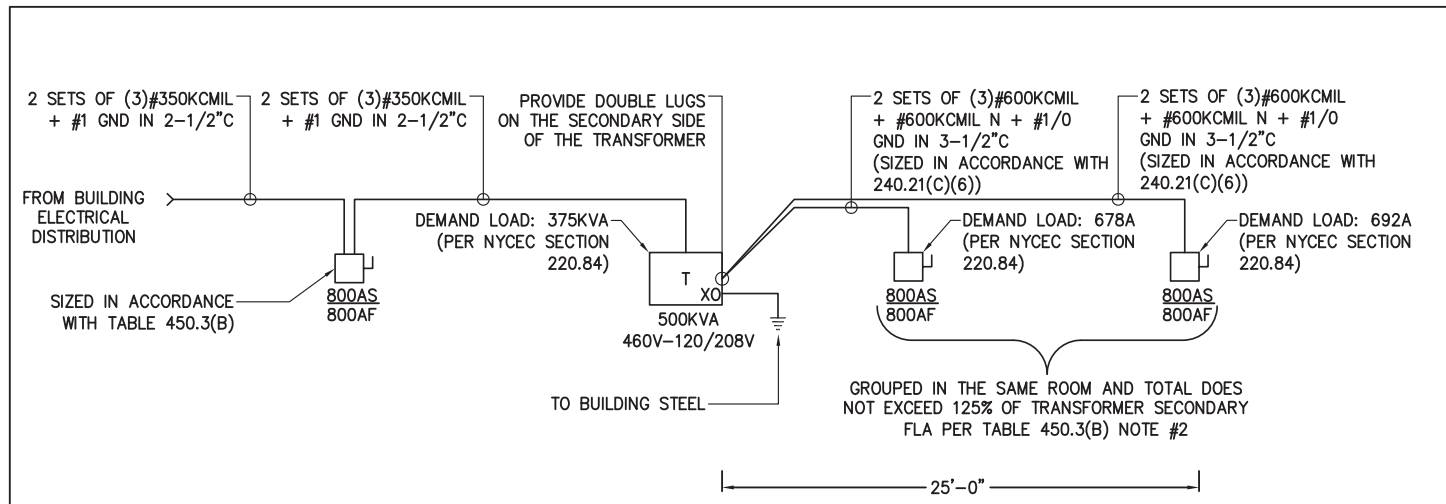 2 SETS OF (3)#350KCMIL
+ #1 GND IN 2-1/2"C
2 SETS OF (3)#350KCMIL
+ #1 GND IN 2-1/2"C
PROVIDE DOUBLE LUGS
ON THE SECONDARY SIDE
OF THE TRANSFORMER
2 SETS OF (3)#600KCMIL
+ #600KCMIL N + #1/0
GND IN 3-1/2"C
(SIZED IN ACCORDANCE WITH
240.21(C)(6))
2 SETS OF (3)#600KCMIL
+ #600KCMIL N + #1/0
GND IN 3-1/2"C
(SIZED IN ACCORDANCE WITH
240.21(C)(6))
FROM BUILDING
ELECTRICAL
DISTRIBUTION
DEMAND LOAD: 375KVA
(PER NYCEC SECTION
220.84)
DEMAND LOAD: 678A
(PER NYCEC SECTION
220.84)
DEMAND LOAD: 692A
(PER NYCEC SECTION
220.84)
SIZED IN ACCORDANCE
WITH TABLE 450.3(B)
800AS
800AF
T
XO
500KVA
460V-120/208V
800AS
800AF
800AS
800AF
TO BUILDING STEEL
GROUPED IN THE SAME ROOM AND TOTAL DOES
NOT EXCEED 125% OF TRANSFORMER SECONDARY
FLA PER TABLE 450.3(B) NOTE #2
25'-0"